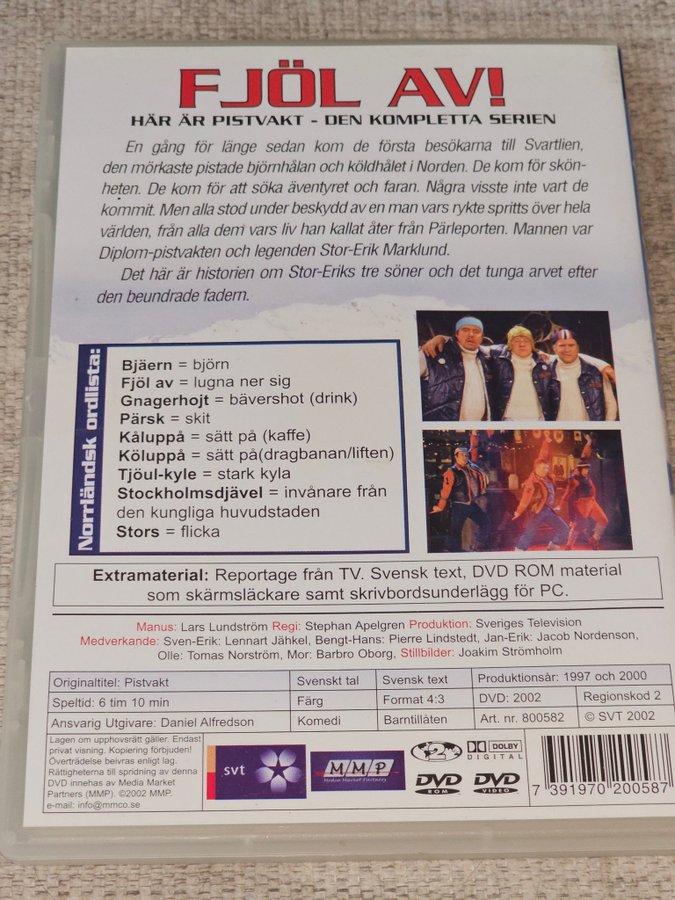 FJÖL AV!
HÄR ÄR PISTVAKT - DEN KOMPLETTA SERIEN
En gång för länge sedan kom de första besökarna till Svartlien,
den mörkaste pistade björnhålan och köldhålet i Norden. De kom för skön-
heten. De kom för att söka äventyret och faran. Några visste inte vart de
kommit. Men alla stod under beskydd av en man vars rykte spritts över hela
världen, från alla dem vars liv han kallat åter från Pärleporten. Mannen var
Diplom-pistvakten och legenden Stor-Erik Marklund.
Det här är historien om Stor-Eriks tre söner och det tunga arvet efter
den beundrade fadern.
Norrländsk ordlista:
Bjäern = björn
Fjöl av = lugna ner sig
Gnagerhojt = bävershot (drink)
Pärsk = skit
Kåluppå = sätt på (kaffe)
Köluppå = sätt på(dragbanan/liften)
Tjöul-kyle = stark kyla
Stockholmsdjävel = invånare från
den kungliga huvudstaden
Stors = flicka
Extramaterial: Reportage från TV. Svensk text, DVD ROM material
som skärmsläckare samt skrivbordsunderlägg för PC.
Manus: Lars Lundström Regi: Stephan Apelgren Produktion: Sveriges Television
Medverkande: Sven-Erik: Lennart Jähkel, Bengt-Hans: Pierre Lindstedt, Jan-Erik: Jacob Nordenson,
Olle: Tomas Norström, Mor: Barbro Oborg, Stillbilder: Joakim Strömholm
Originaltitel: Pistvakt Svenskt tal Svensk text Produktionsår: 1997 och 2000
Speltid: 6 tim 10 min Färg Format 4:3 DVD: 2002 Regionskod 2
Ansvarig Utgivare: Daniel Alfredson Komedi Barntillåten Art. nr. 800582 © SVT 2002
Lagen om upphovsrätt gäller. Endast
privat visning. Kopiering förbjuden!
Överträdelse beivras enligt lag.
Rättigheterna till spridning av denna
DVD innehas av Media Market
Partners (MMP). ©2002 MMP.
e-mail: info@mmco.se
svt
MMP
Media Market Partners
2
DOLBY
DIGITAL
DVD
ROM
DVD
VIDEO
7 391970 200587